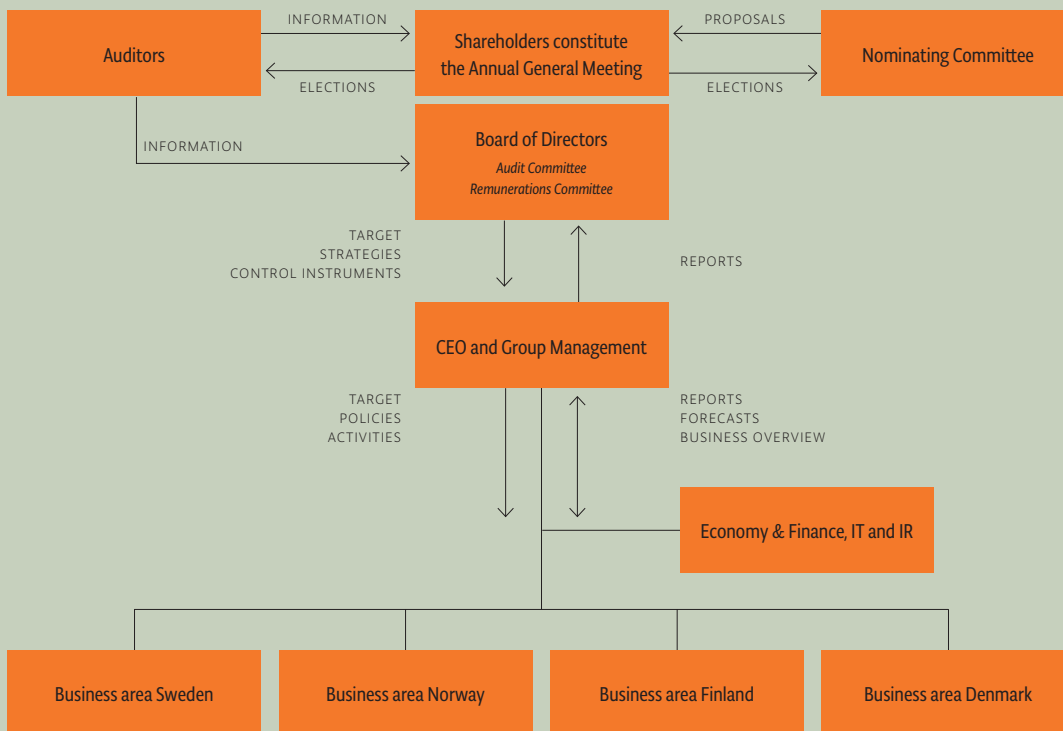 INFORMATION
PROPOSALS
Auditors
Shareholders constitute
the Annual General Meeting
Nominating Committee
ELECTIONS
ELECTIONS
INFORMATION
Board of Directors
Audit Committee
Remunerations Committee
TARGET
STRATEGIES
CONTROL INSTRUMENTS
REPORTS
CEO and Group Management
TARGET
POLICIES
ACTIVITIES
REPORTS
FORECASTS
BUSINESS OVERVIEW
Economy & Finance, IT and IR
Business area Sweden
Business area Norway
Business area Finland
Business area Denmark